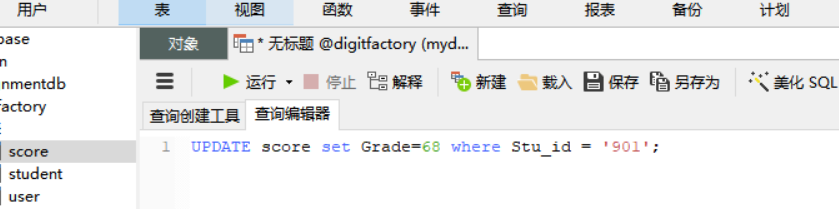 用户 表 视图 函数 事件 查询 报表 备份 计划
对象 * 无标题 @digitfactory (myd...
运行 停止 解释 新建 载入 保存 另存为 美化 SQL
查询创建工具 查询编辑器
1 UPDATE score set Grade=68 where Stu_id = '901';
base
n
nmentdb
factory
score
student
user